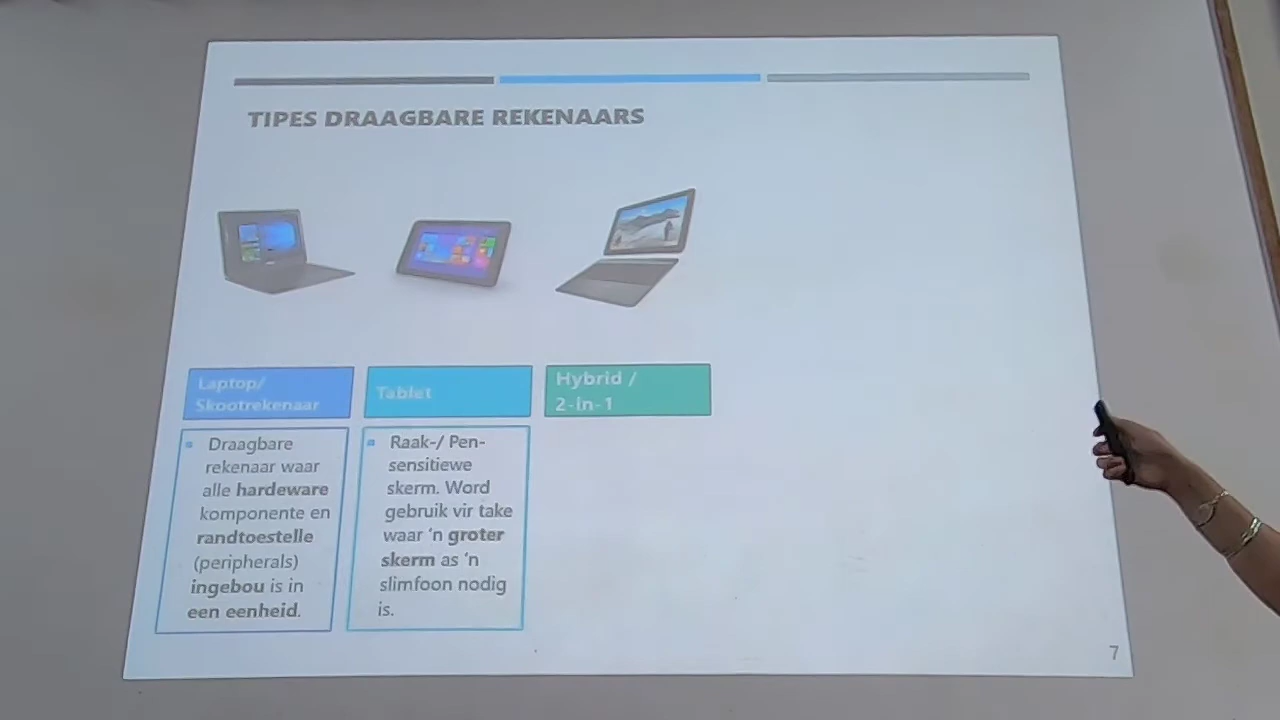 TIPES DRAAGBARE REKENAARS
Laptop/
Skootrekenaar
Tablet
Hybrid /
2-in-1
Draagbare
rekenaar waar
alle hardeware
komponente en
randtoestelle
(peripherals)
ingebou is in
een eenheid.
Raak-/ Pen-
sensitiewe
skerm. Word
gebruik vir take
waar 'n groter
skerm as 'n
slimfoon nodig
is.
7